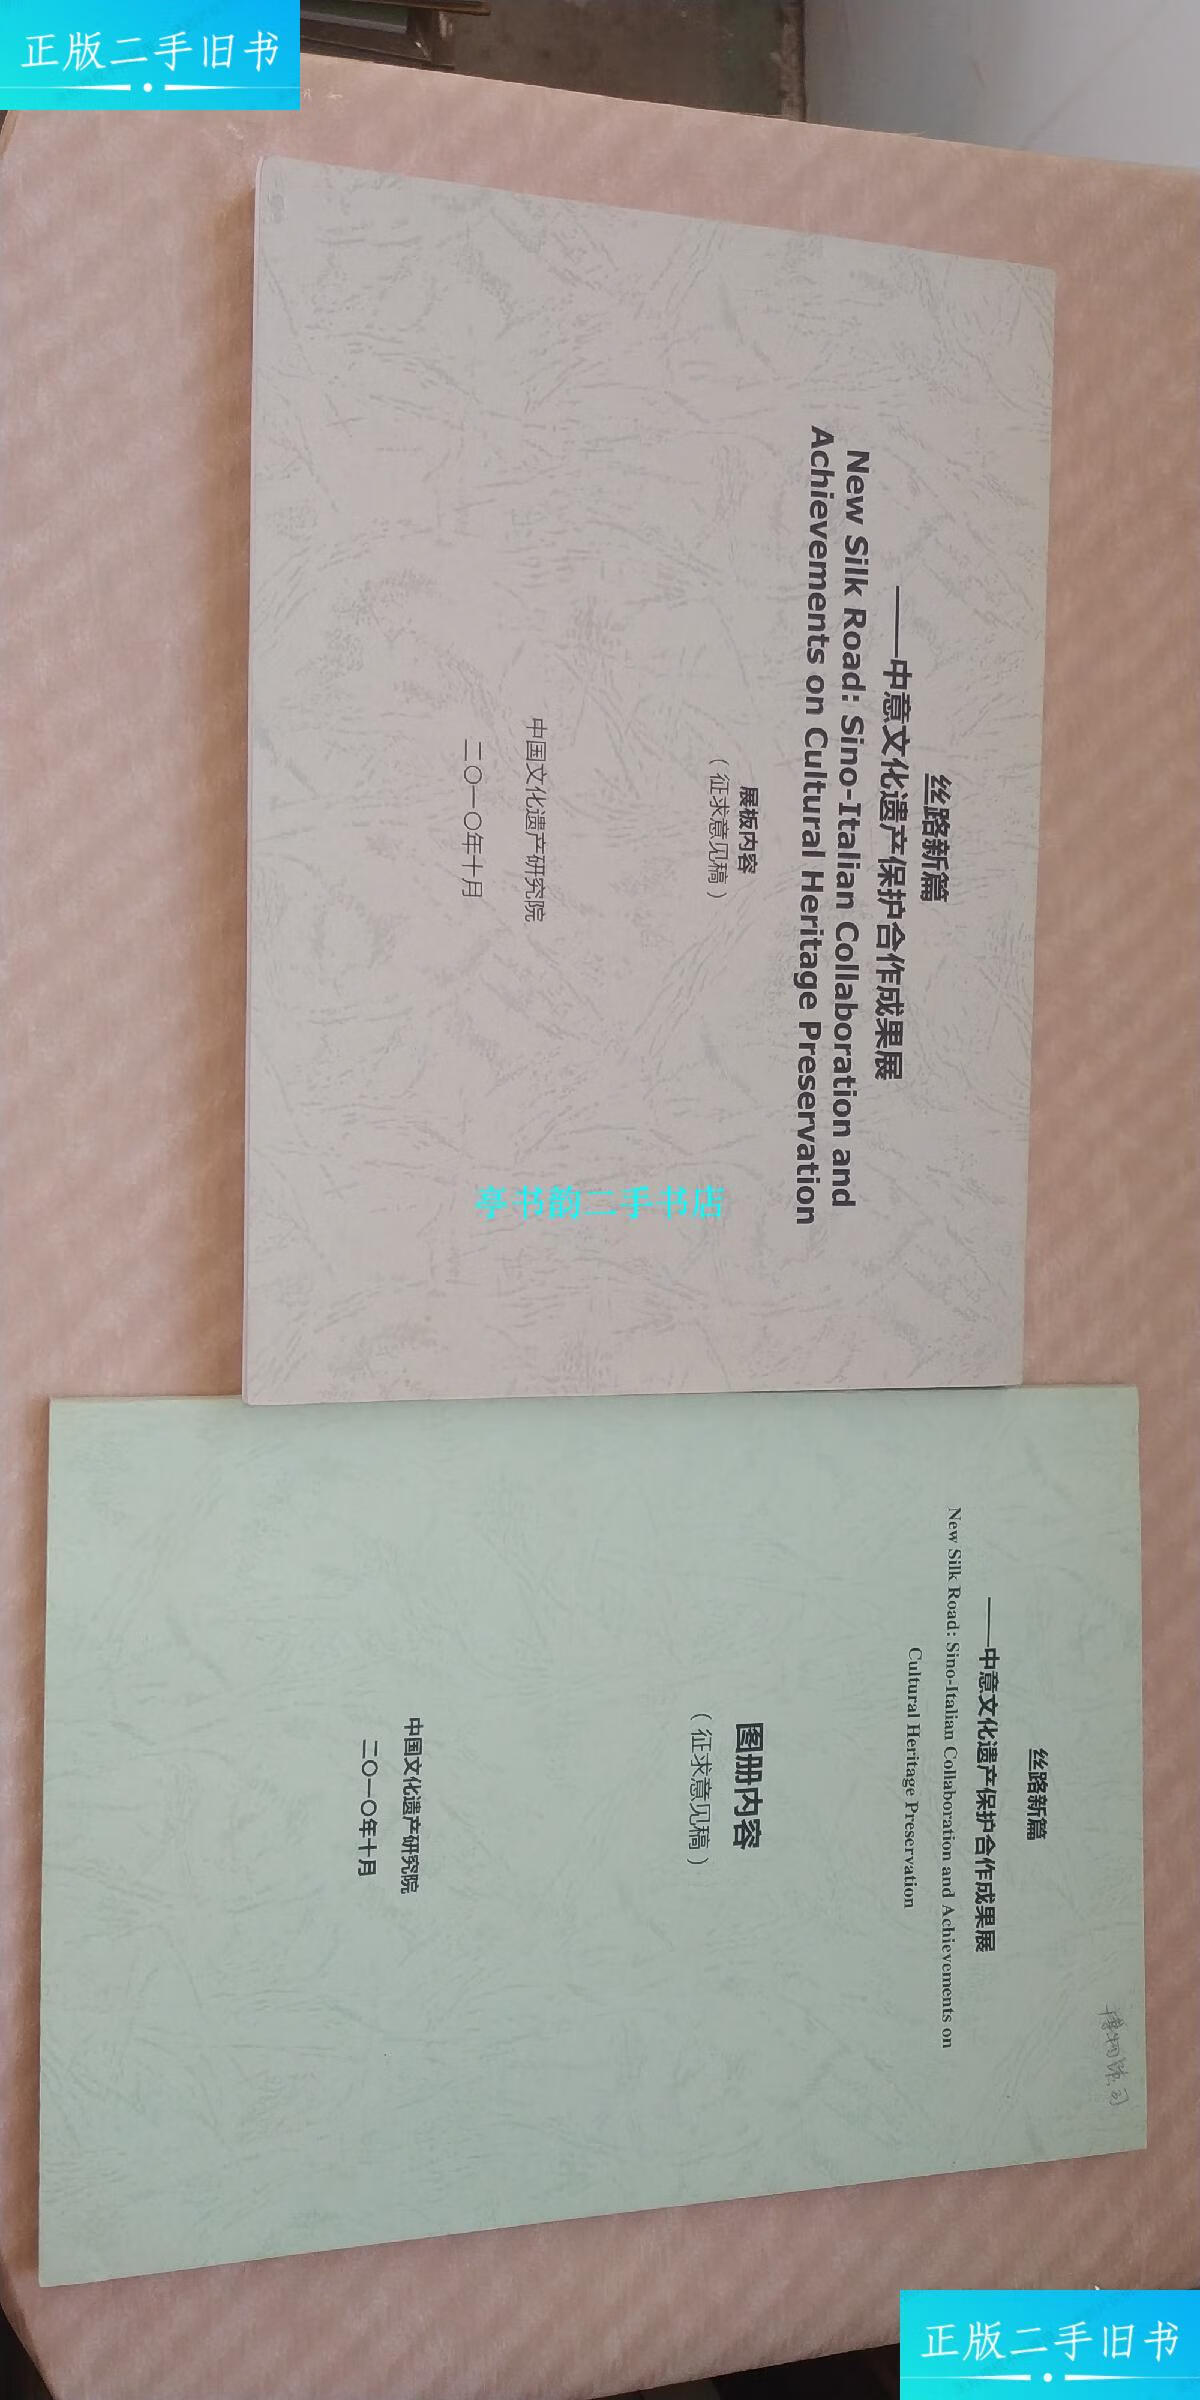 正版二手旧书
丝路新篇
——中意文化遗产保护合作成果展
New Silk Road: Sino-Italian Collaboration and
Achievements on Cultural Heritage Preservation
展板内容
（征求意见稿）
中国文化遗产研究院
二〇一〇年十月
亭书韵二手书店
博物馆司
丝路新篇
——中意文化遗产保护合作成果展
New Silk Road: Sino-Italian Collaboration and Achievements on
Cultural Heritage Preservation
图册内容
（征求意见稿）
中国文化遗产研究院
二〇一〇年十月
正版二手旧书